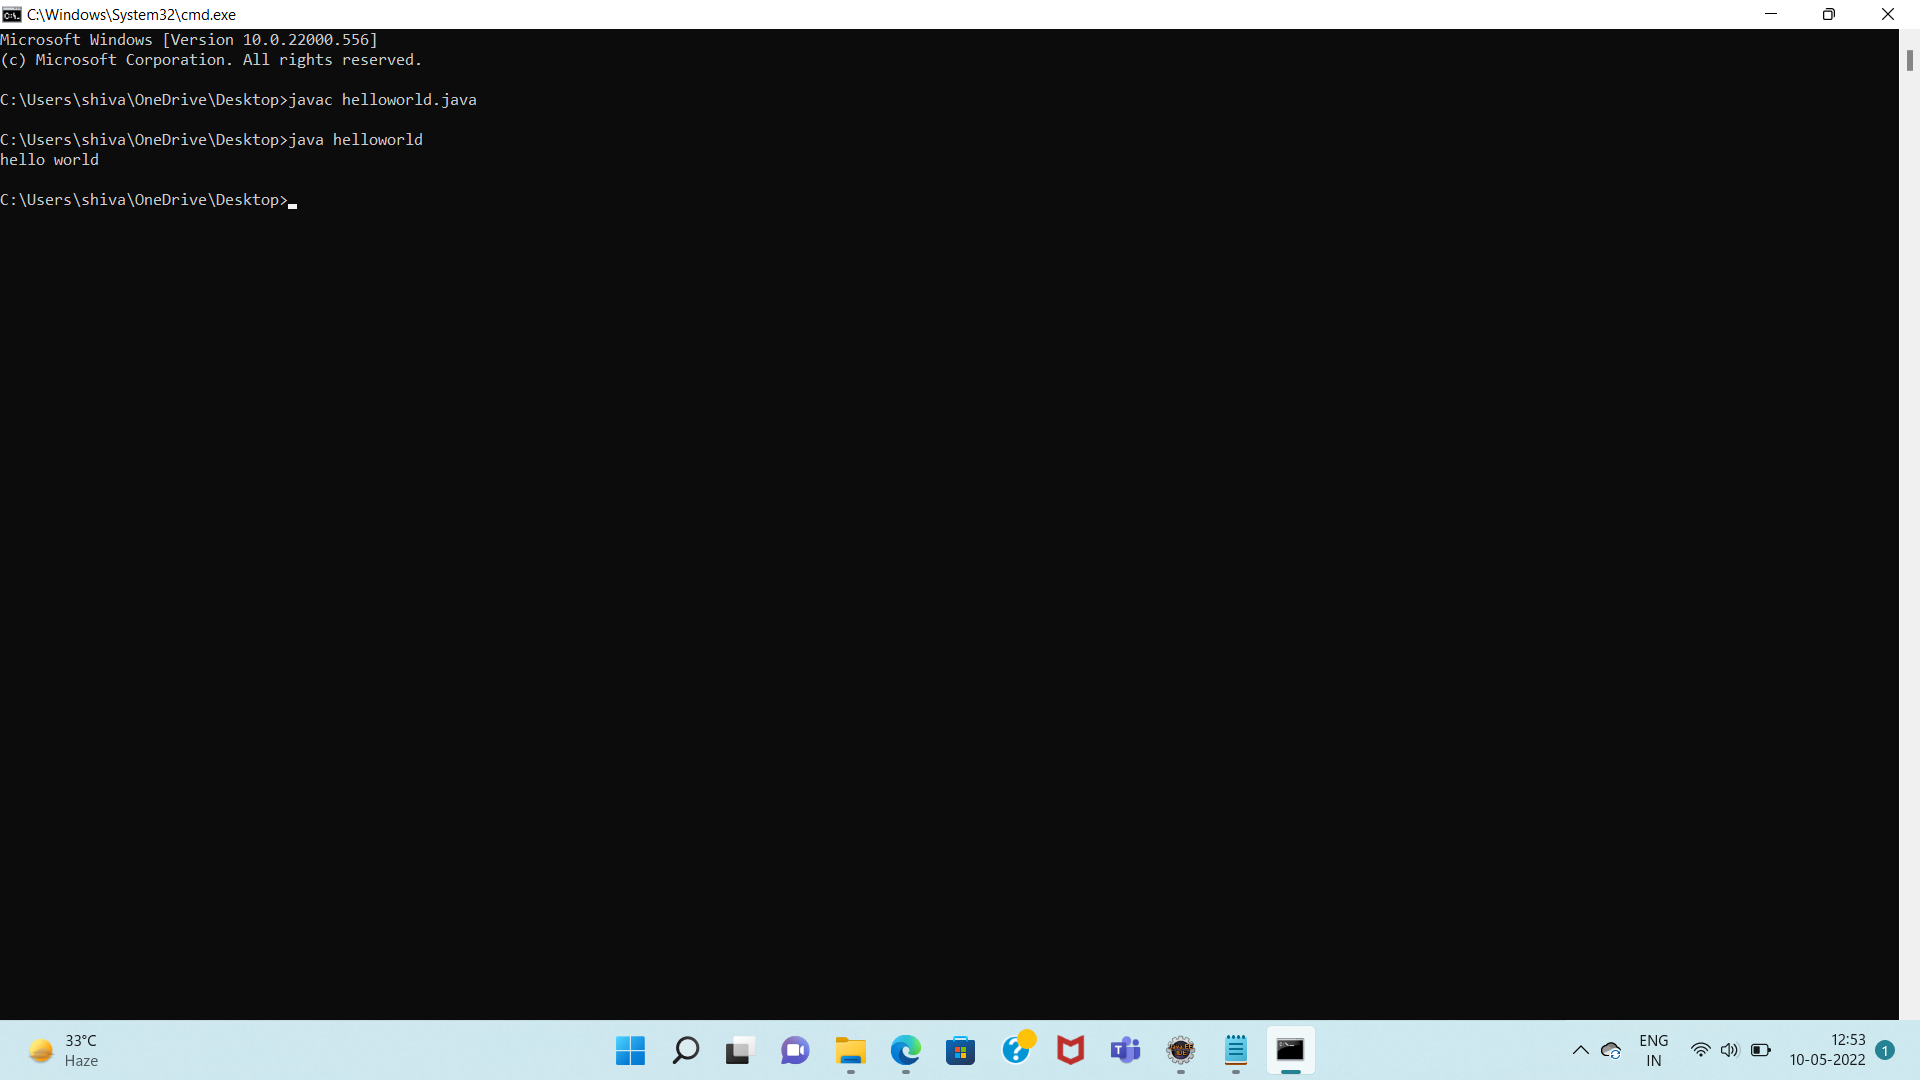 C:\Windows\System32\cmd.exe
Microsoft Windows [Version 10.0.22000.556]
(c) Microsoft Corporation. All rights reserved.
C:\Users\shiva\OneDrive\Desktop>javac helloworld.java
C:\Users\shiva\OneDrive\Desktop>java helloworld
hello world
C:\Users\shiva\OneDrive\Desktop>
33°C
Haze
ENG
IN
12:53
10-05-2022
1